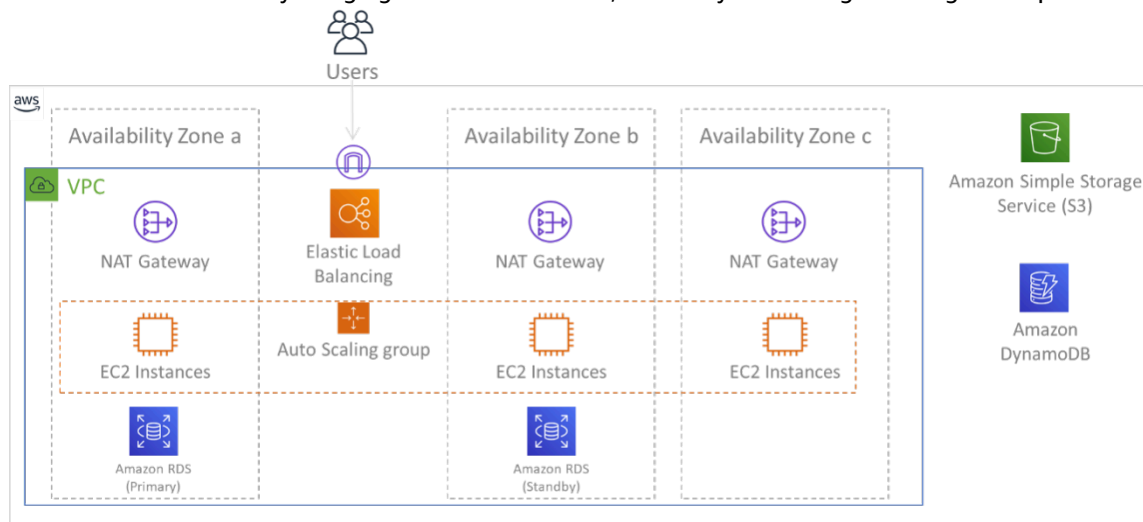 Users
aws
Availability Zone a
Availability Zone b
Availability Zone c
VPC
Amazon Simple Storage
Service (S3)
NAT Gateway
Elastic Load
Balancing
NAT Gateway
NAT Gateway
Auto Scaling group
Amazon
DynamoDB
EC2 Instances
EC2 Instances
EC2 Instances
Amazon RDS
(Primary)
Amazon RDS
(Standby)